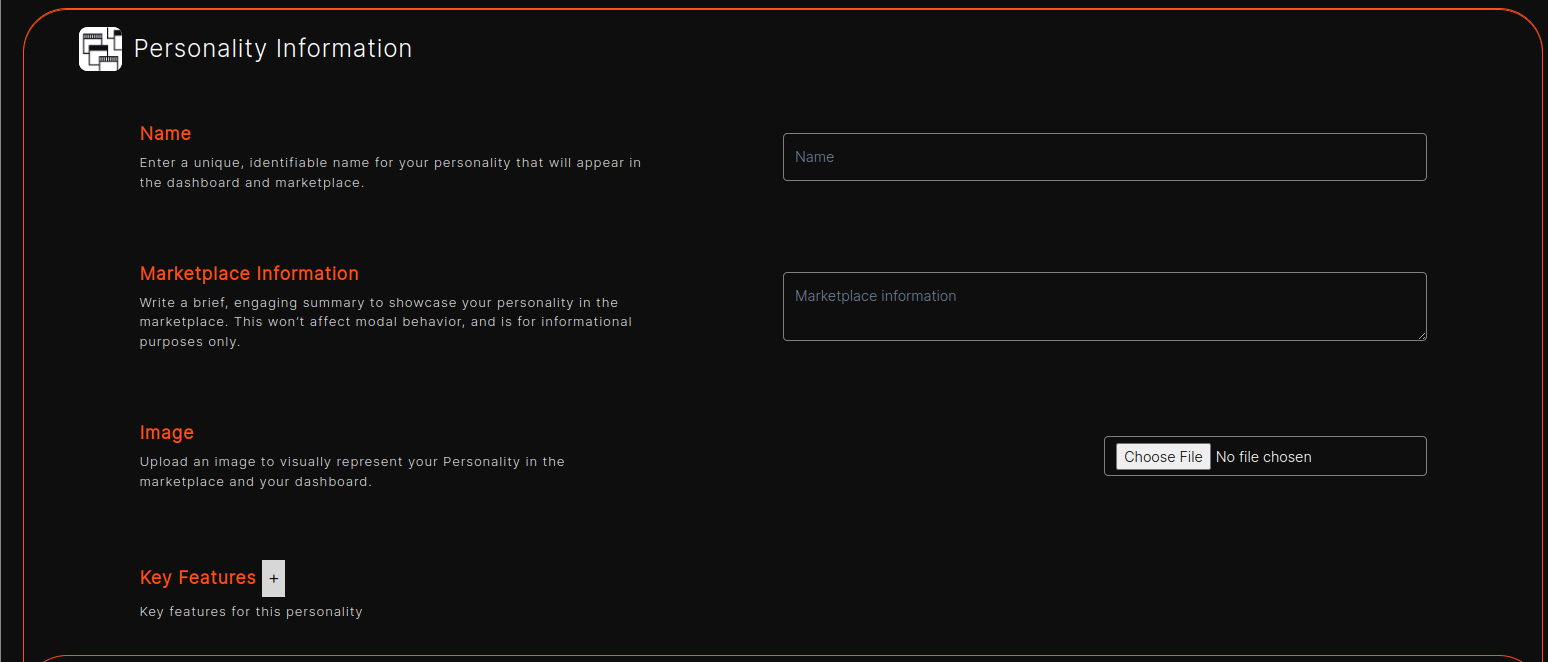 Personality Information
Name
Enter a unique, identifiable name for your personality that will appear in
the dashboard and marketplace.
Name
Marketplace Information
Write a brief, engaging summary to showcase your personality in the
marketplace. This won’t affect modal behavior, and is for informational
purposes only.
Marketplace information
Image
Upload an image to visually represent your Personality in the
marketplace and your dashboard.
Choose File No file chosen
Key Features +
Key features for this personality